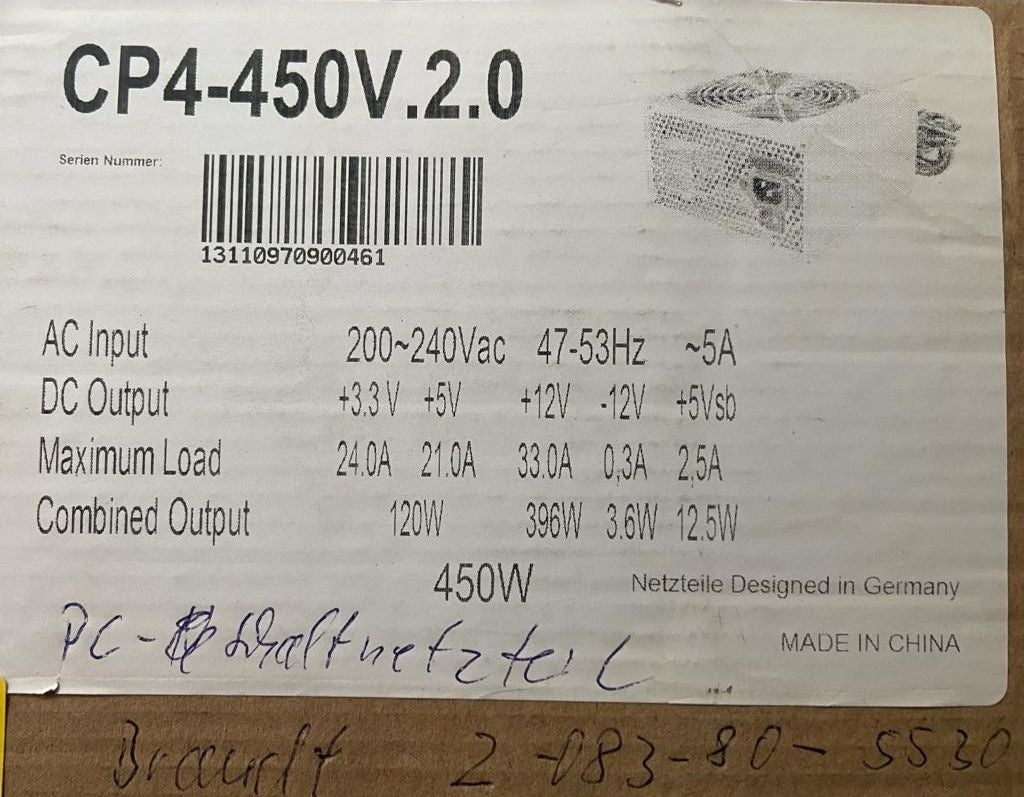 CP4-450V.2.0
Serien Nummer:
13110970900461
AC Input 200~240Vac 47-53Hz ~5A
DC Output +3.3 V +5V +12V -12V +5Vsb
Maximum Load 24.0A 21.0A 33.0A 0,3A 2,5A
Combined Output 120W 396W 3.6W 12.5W
450W
Netzteile Designed in Germany
MADE IN CHINA
PC- Schaltnetzteil
2-083-80-5530